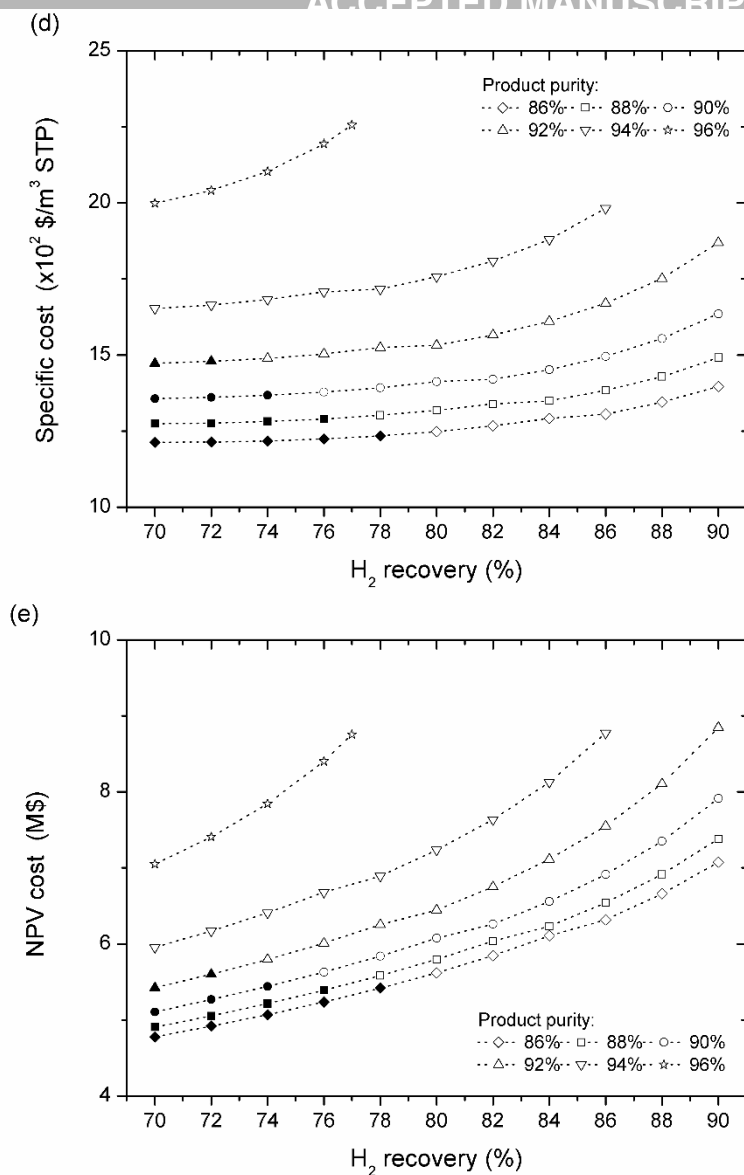 ACCEPTED MANUSCRIP
(d)
25
20
15
10
Specific cost (x10² $/m³ STP)
Product purity:
86% 88% 90%
92% 94% 96%
70 72 74 76 78 80 82 84 86 88 90
H₂ recovery (%)
(e)
10
8
6
4
NPV cost (M$)
Product purity:
86% 88% 90%
92% 94% 96%
70 72 74 76 78 80 82 84 86 88 90
H₂ recovery (%)